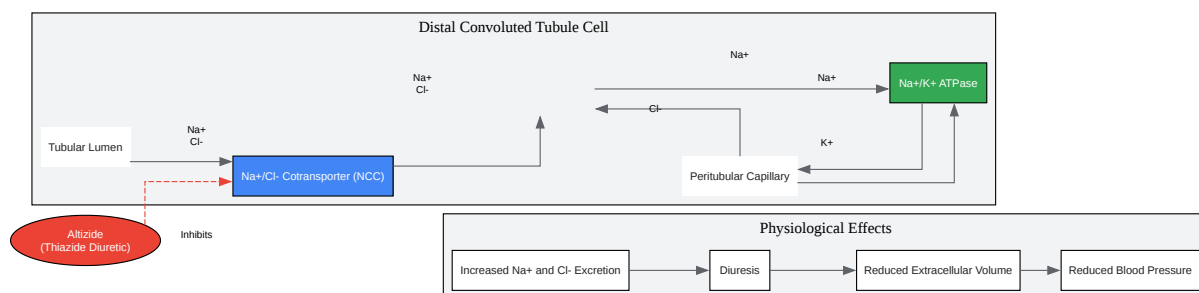 Distal Convoluted Tubule Cell
Na+
Na+
Cl-
Na+
Na+/K+ ATPase
Cl-
Na+
Cl-
K+
Tubular Lumen
Na+/Cl- Cotransporter (NCC)
Peritubular Capillary
Altizide
(Thiazide Diuretic)
Inhibits
Physiological Effects
Increased Na+ and Cl- Excretion
Diuresis
Reduced Extracellular Volume
Reduced Blood Pressure